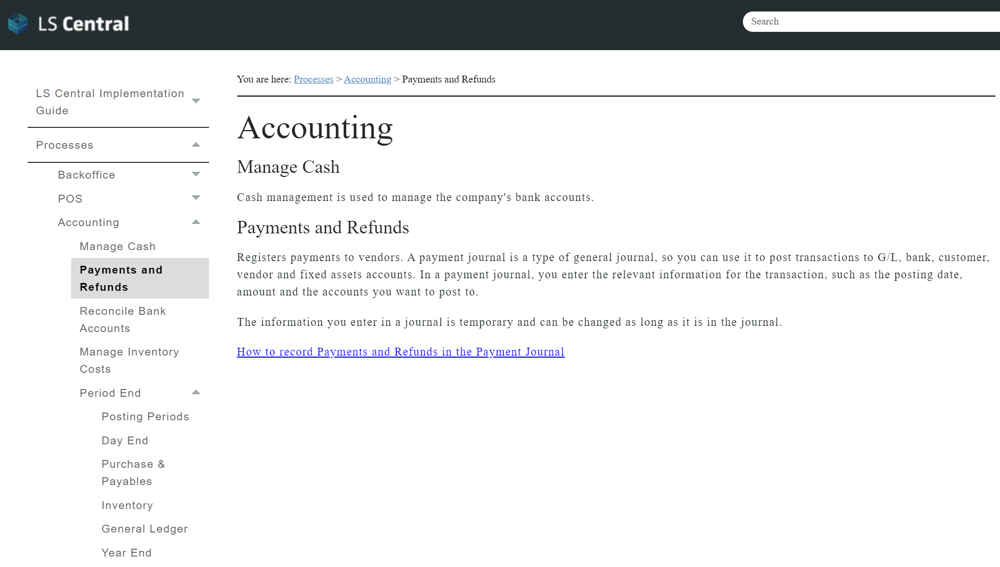 LS Central
Search
LS Central Implementation
Guide
Processes
Backoffice
POS
Accounting
Manage Cash
Payments and
Refunds
Reconcile Bank
Accounts
Manage Inventory
Costs
Period End
Posting Periods
Day End
Purchase &
Payables
Inventory
General Ledger
Year End
You are here: Processes > Accounting > Payments and Refunds
Accounting
Manage Cash
Cash management is used to manage the company's bank accounts.
Payments and Refunds
Registers payments to vendors. A payment journal is a type of general journal, so you can use it to post transactions to G/L, bank, customer,
vendor and fixed assets accounts. In a payment journal, you enter the relevant information for the transaction, such as the posting date,
amount and the accounts you want to post to.
The information you enter in a journal is temporary and can be changed as long as it is in the journal.
How to record Payments and Refunds in the Payment Journal